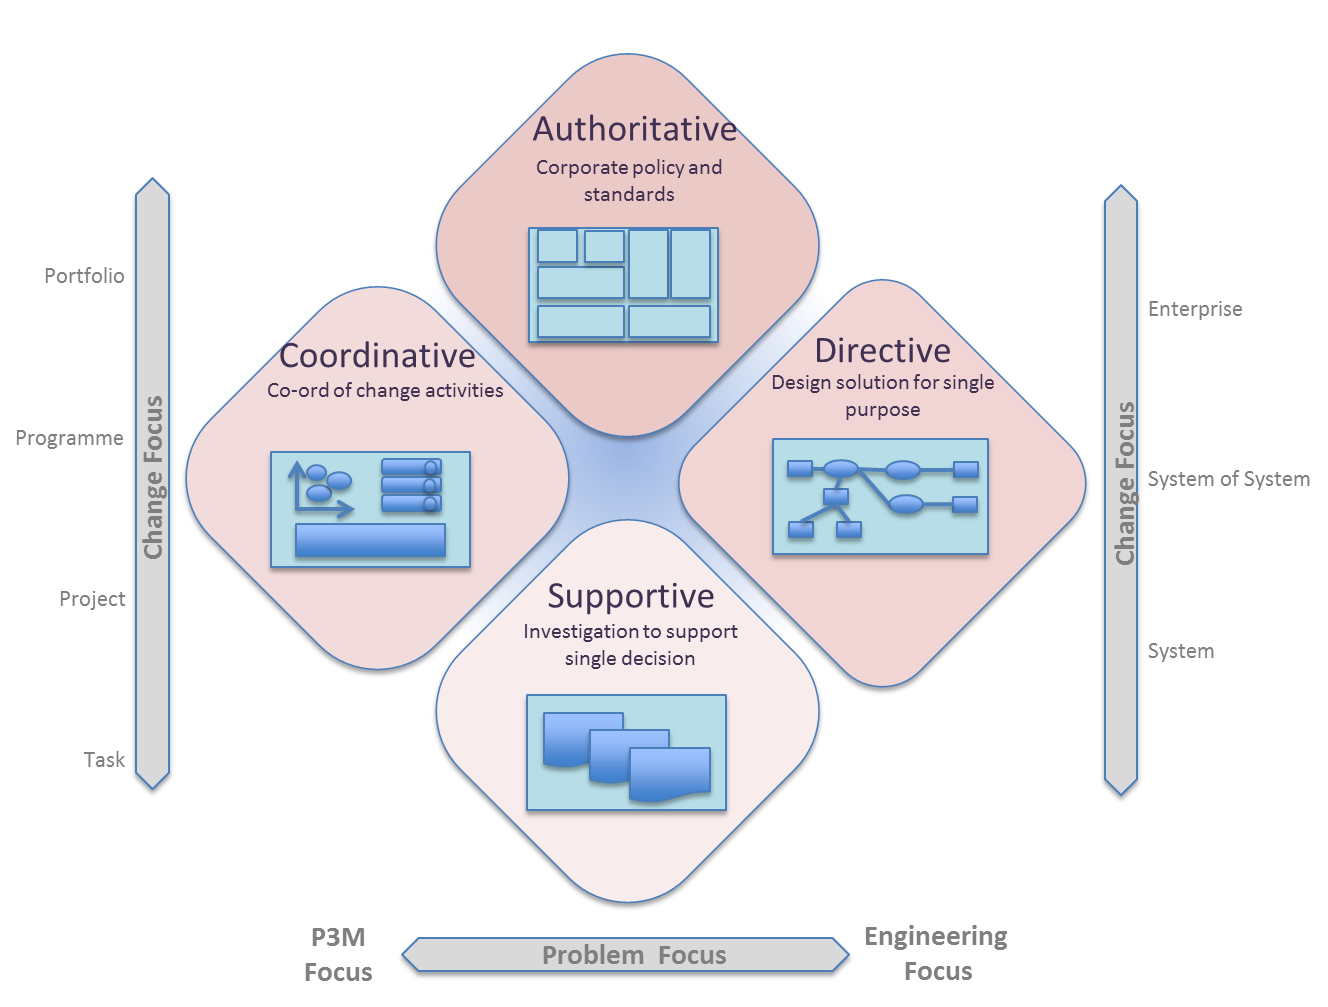 Authoritative
Corporate policy and
standards
Coordinative
Co-ord of change activities
Directive
Design solution for single
purpose
Supportive
Investigation to support
single decision
Portfolio
Programme
Project
Task
Change Focus
Enterprise
System of System
System
Change Focus
P3M
Focus
Problem Focus
Engineering
Focus